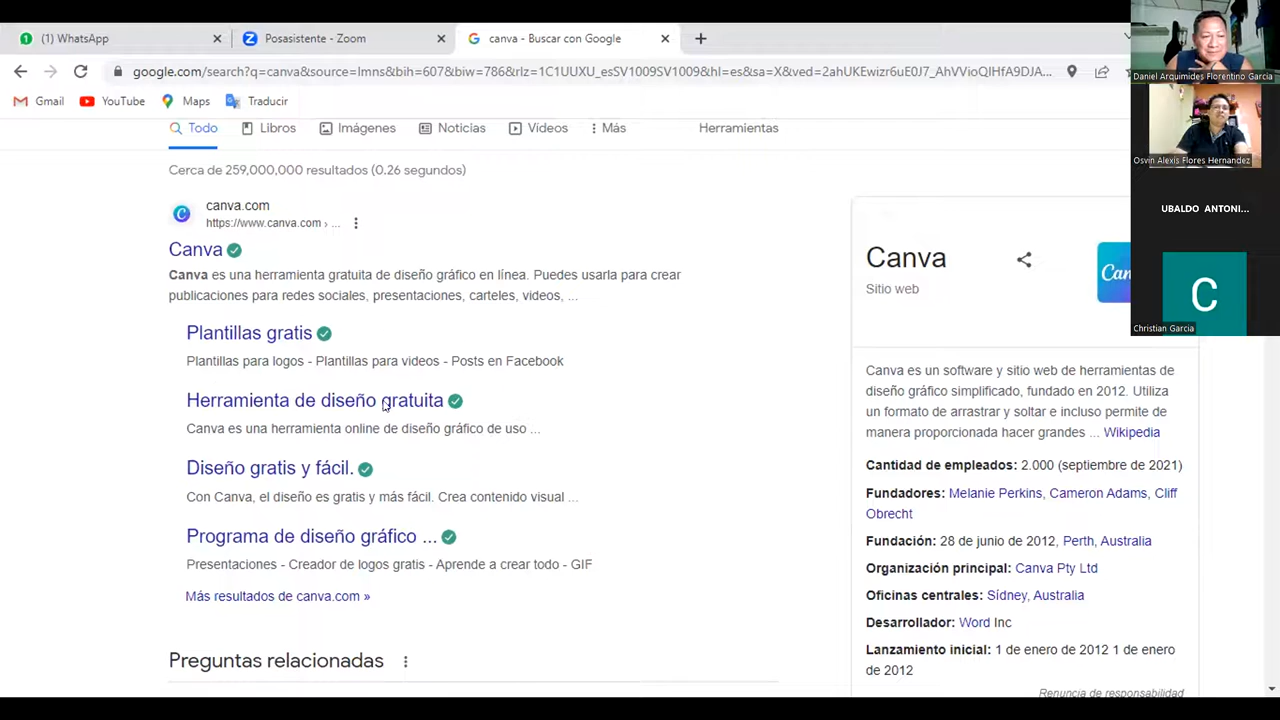 (1) WhatsApp
Posasistente - Zoom
canva - Buscar con Google
google.com/search?q=canva&source=lmns&bih=607&biw=756&rlz=1C1UUXU_esSV1009SV1009&hl=es&sa=X&ved=2ahUKEwizr6uE0J7_AhVVioQIHfA9DJA...
Gmail
YouTube
Maps
Traducir
Todo
Libros
Imágenes
Noticias
Videos
Más
Herramientas
Cerca de 259,000,000 resultados (0.26 segundos)
canva.com
https://www.canva.com › ...
Canva
Canva es una herramienta gratuita de diseño gráfico en línea. Puedes usarla para crear
publicaciones para redes sociales, presentaciones, carteles, videos, ...
Plantillas gratis
Plantillas para logos - Plantillas para videos - Posts en Facebook
Herramienta de diseño gratuita
Canva es una herramienta online de diseño gráfico de uso ...
Diseño gratis y fácil.
Con Canva, el diseño es gratis y más fácil. Crea contenido visual ...
Programa de diseño gráfico ...
Presentaciones - Creador de logos gratis - Aprende a crear todo - GIF
Más resultados de canva.com »
Preguntas relacionadas
Canva
Sitio web
Can
Canva es un software y sitio web de herramientas de
diseño gráfico simplificado, fundado en 2012. Utiliza
un formato de arrastrar y soltar e incluso permite de
manera proporcionada hacer grandes ... Wikipedia
Cantidad de empleados: 2.000 (septiembre de 2021)
Fundadores: Melanie Perkins, Cameron Adams, Cliff
Obrecht
Fundación: 28 de junio de 2012, Perth, Australia
Organización principal: Canva Pty Ltd
Oficinas centrales: Sídney, Australia
Desarrollador: Word Inc
Lanzamiento inicial: 1 de enero de 2012 1 de enero
de 2012
Renuncia de responsabilidad
Daniel Arquimides Florentino Garcia
Osvin Alexis Flores Hernandez
UBALDO ANTONI...
C
Christian Garcia